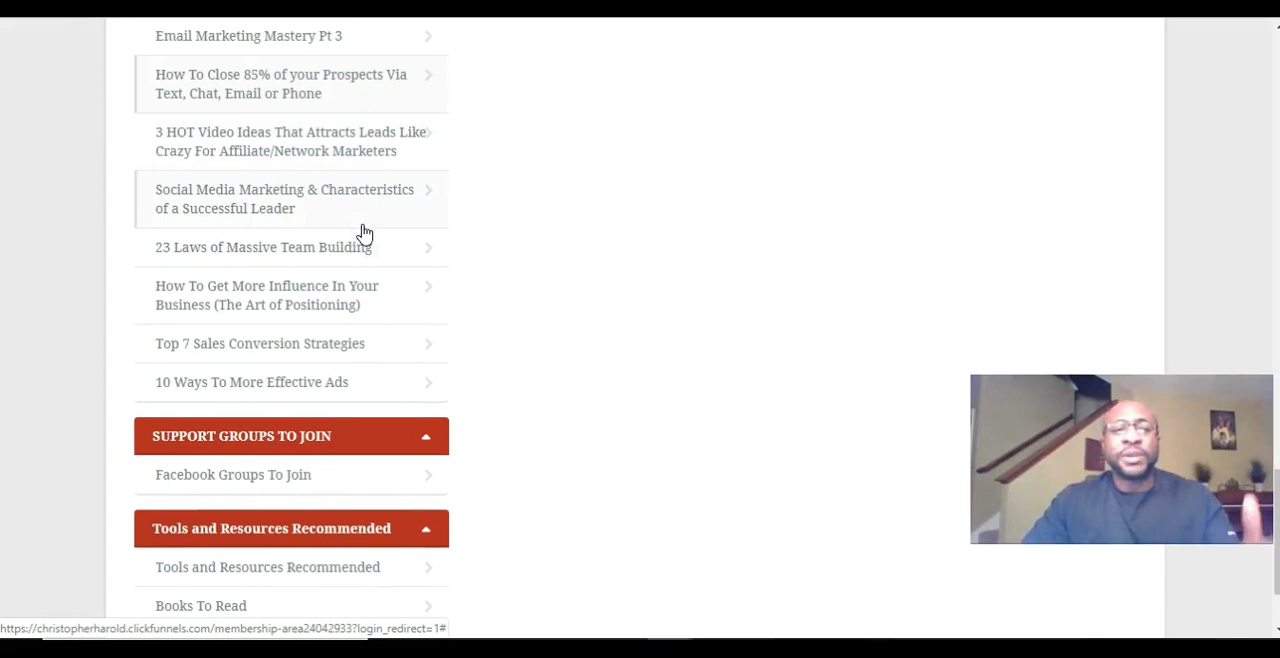 Email Marketing Mastery Pt 3
How To Close 85% of your Prospects Via
Text, Chat, Email or Phone
3 HOT Video Ideas That Attracts Leads Like
Crazy For Affiliate/Network Marketers
Social Media Marketing & Characteristics
of a Successful Leader
23 Laws of Massive Team Building
How To Get More Influence In Your
Business (The Art of Positioning)
Top 7 Sales Conversion Strategies
10 Ways To More Effective Ads
SUPPORT GROUPS TO JOIN
Facebook Groups To Join
Tools and Resources Recommended
Tools and Resources Recommended
Books To Read
https://christopherharold.clickfunnels.com/membership-area24042933?login_redirect=1#